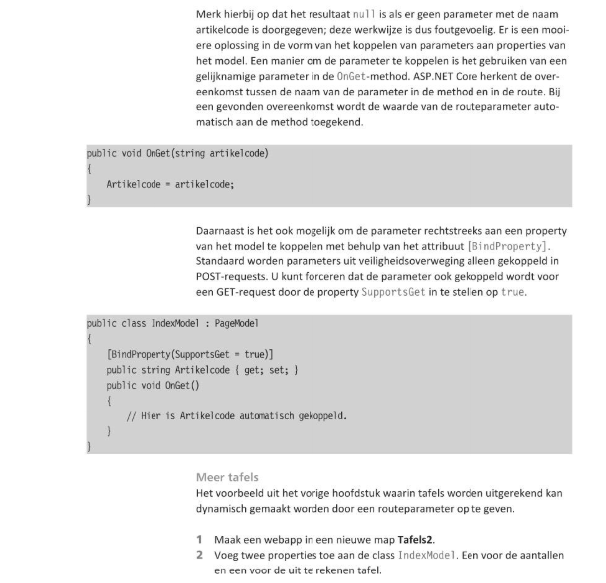 Merk hierbij op dat het resultaat null is als er geen parameter met de naam
artikelcode is doorgegeven; deze werkwijze is dus foutgevoelig. Er is een mooi-
ere oplossing in de vorm van het koppelen van parameters aan properties van
het model. Een manier om de parameter te koppelen is het gebruiken van een
gelijknamige parameter in de OnGet-method. ASP.NET Core herkent de over-
eenkomst tussen de naam van de parameter in de method en in de route. Bij
een gevonden overeenkomst wordt de waarde van de routeparameter auto-
matisch aan de method toegekend.
public void OnGet(string artikelcode)
{
Artikelcode = artikelcode;
}
Daarnaast is het ook mogelijk om de parameter rechtstreeks aan een property
van het model te koppelen met behulp van het attribuut [BindProperty].
Standaard worden parameters uit veiligheidsoverweging alleen gekoppeld in
POST-requests. U kunt forceren dat de parameter ook gekoppeld wordt voor
een GET-request door de property SupportsGet in te stellen op true.
public class IndexModel : PageModel
{
[BindProperty(SupportsGet = true)]
public string Artikelcode { get; set; }
public void OnGet()
{
// Hier is Artikelcode automatisch gekoppeld.
}
}
Meer tafels
Het voorbeeld uit het vorige hoofdstuk waarin tafels worden uitgerekend kan
dynamisch gemaakt worden door een routeparameter op te geven.
1 Maak een webapp in een nieuwe map Tafels2.
2 Voeg twee properties toe aan de class IndexModel. Een voor de aantallen
en een voor de uit te rekenen tafel.